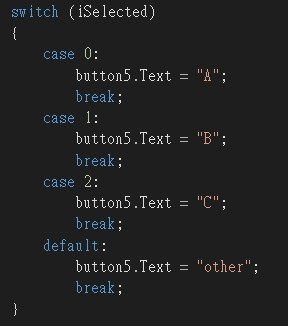 switch (iSelected)
{
    case 0:
        button5.Text = "A";
        break;
    case 1:
        button5.Text = "B";
        break;
    case 2:
        button5.Text = "C";
        break;
    default:
        button5.Text = "other";
        break;
}